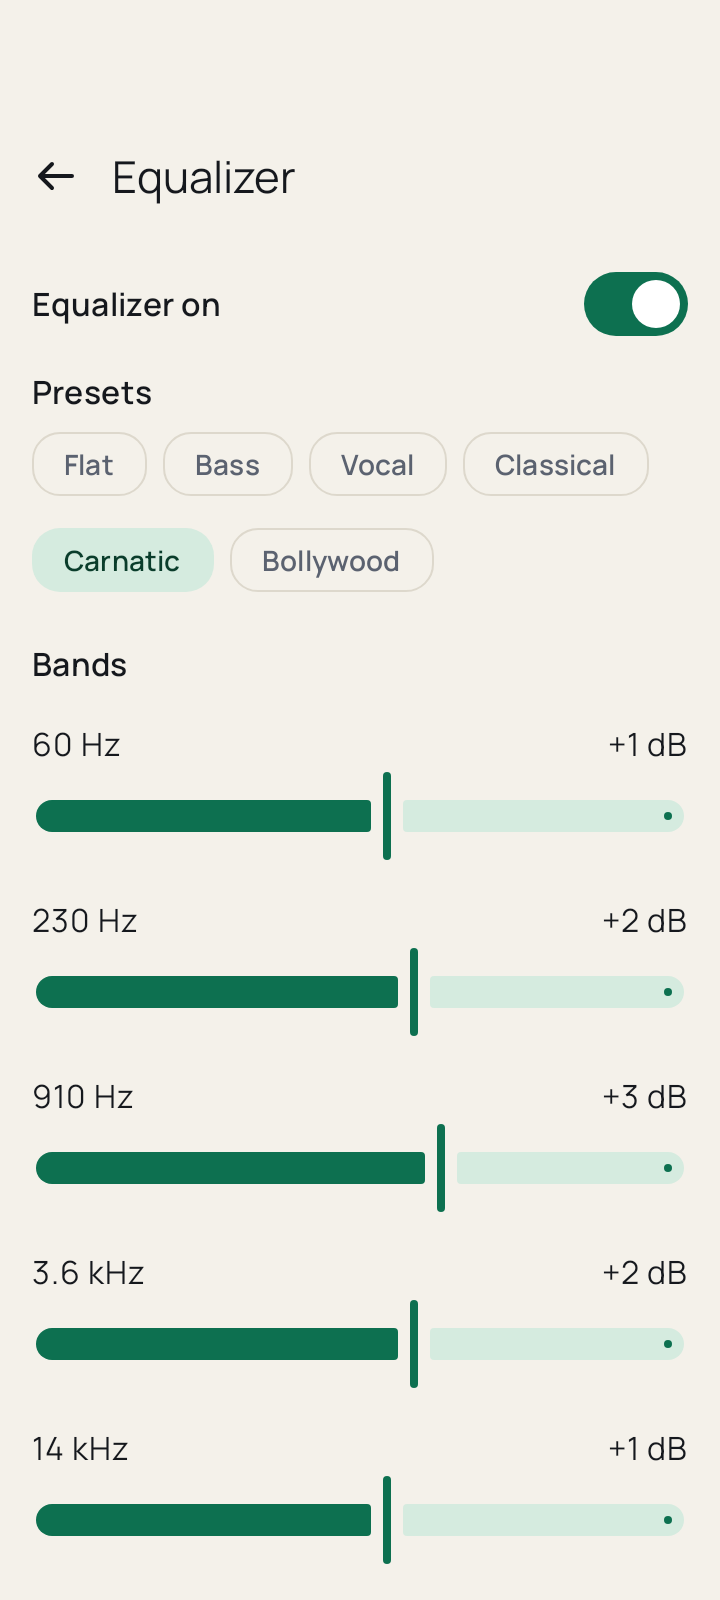 Equalizer
Equalizer on
Presets
Flat Bass Vocal Classical
Carnatic Bollywood
Bands
60 Hz +1 dB
230 Hz +2 dB
910 Hz +3 dB
3.6 kHz +2 dB
14 kHz +1 dB